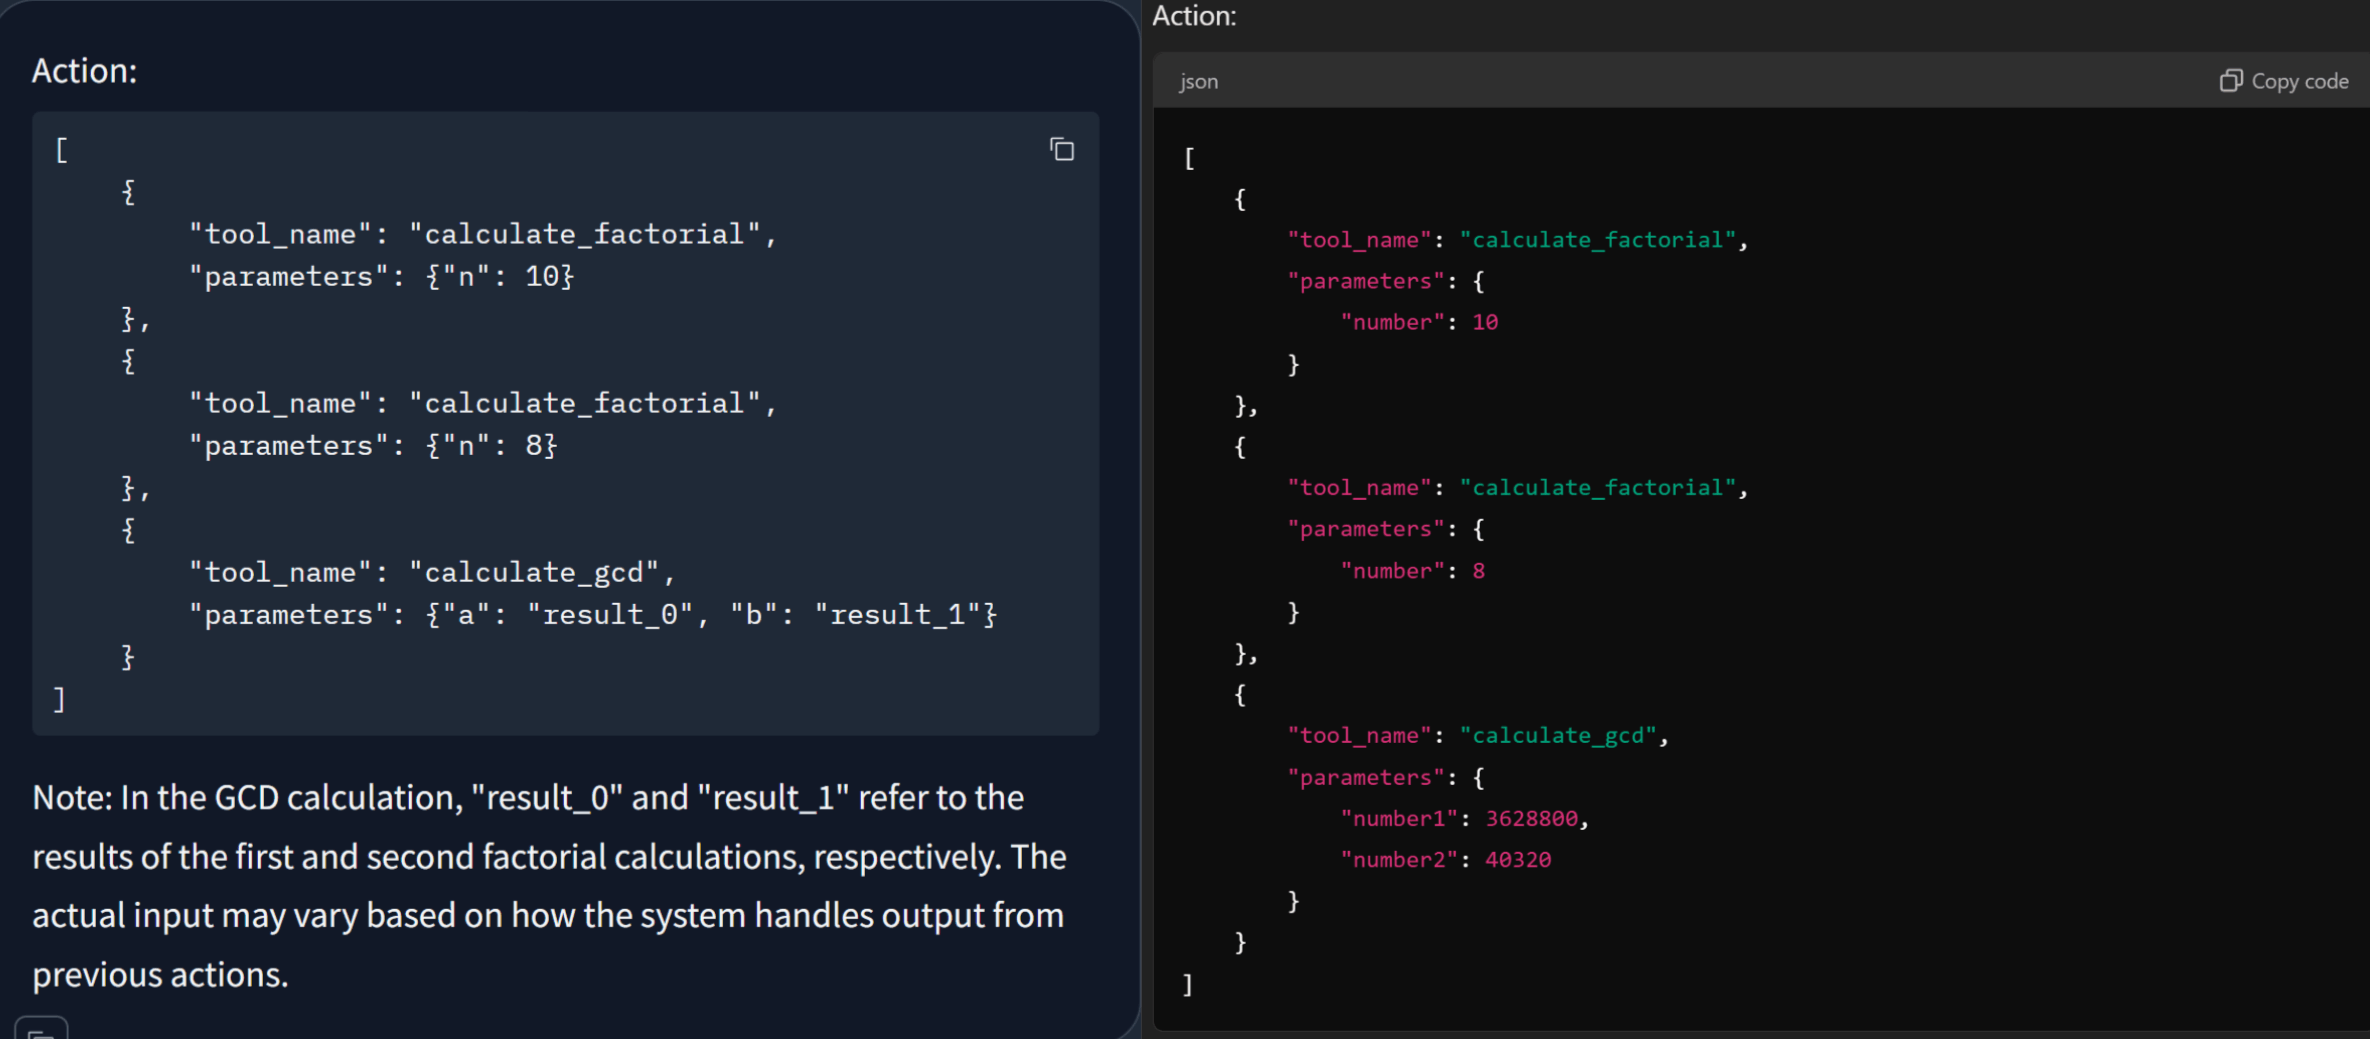 Action:
[
    {
        "tool_name": "calculate_factorial",
        "parameters": {"n": 10}
    },
    {
        "tool_name": "calculate_factorial",
        "parameters": {"n": 8}
    },
    {
        "tool_name": "calculate_gcd",
        "parameters": {"a": "result_0", "b": "result_1"}
    }
]
Note: In the GCD calculation, "result_0" and "result_1" refer to the
results of the first and second factorial calculations, respectively. The
actual input may vary based on how the system handles output from
previous actions.
Action:
json
Copy code
[
    {
        "tool_name": "calculate_factorial",
        "parameters": {
            "number": 10
        }
    },
    {
        "tool_name": "calculate_factorial",
        "parameters": {
            "number": 8
        }
    },
    {
        "tool_name": "calculate_gcd",
        "parameters": {
            "number1": 3628800,
            "number2": 40320
        }
    }
]